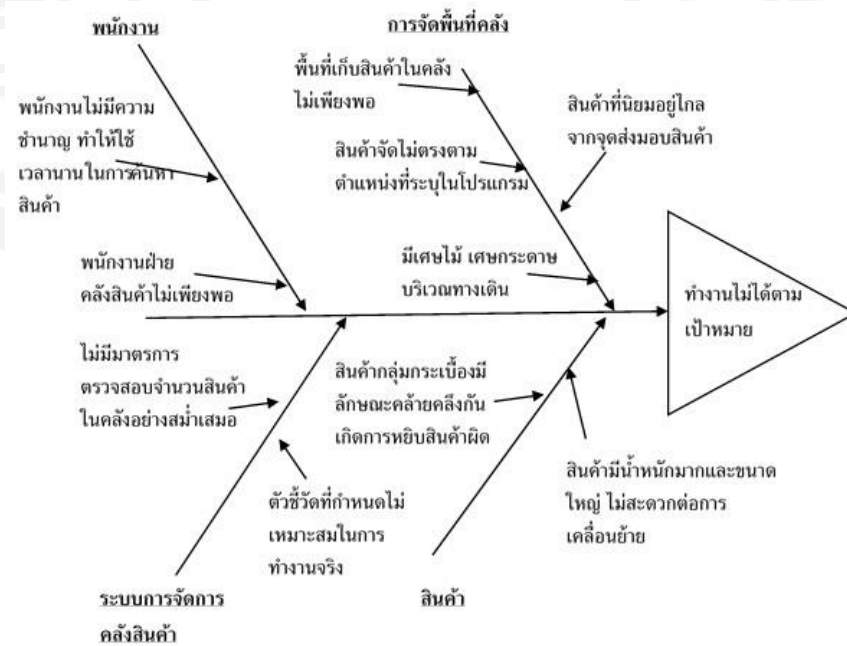 พนักงาน
การจัดพื้นที่คลัง
พื้นที่เก็บสินค้าในคลัง
ไม่เพียงพอ
พนักงานไม่มีความ
ชำนาญ ทำให้ใช้
เวลานานในการค้นหา
สินค้า
สินค้าที่นิยมอยู่ไกล
จากจุดส่งมอบสินค้า
สินค้าจัดไม่ตรงตาม
ตำแหน่งที่ระบุในโปรแกรม
พนักงานฝ่าย
คลังสินค้าไม่เพียงพอ
มีเศษไม้ เศษกระดาษ
บริเวณทางเดิน
ทำงานไม่ได้ตาม
เป้าหมาย
ไม่มีมาตรการ
ตรวจสอบจำนวนสินค้า
ในคลังอย่างสม่ำเสมอ
สินค้ากลุ่มกระเบื้องมี
ลักษณะคล้ายคลึงกัน
เกิดการหยิบสินค้าผิด
ตัวชี้วัดที่กำหนดไม่
เหมาะสมในการ
ทำงานจริง
สินค้ามีน้ำหนักมากและขนาด
ใหญ่ ไม่สะดวกต่อการ
เคลื่อนย้าย
ระบบการจัดการ
คลังสินค้า
สินค้า